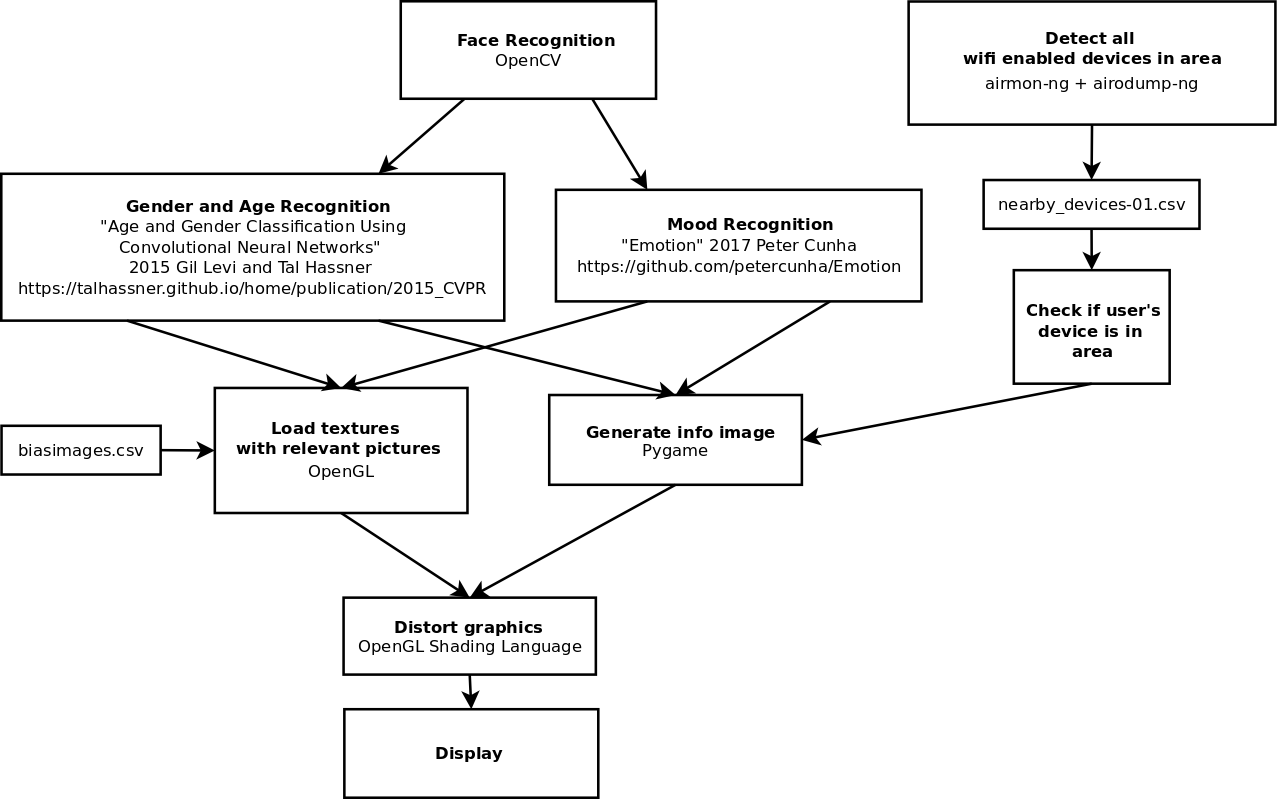 Face Recognition
OpenCV
Detect all
wifi enabled devices in area
airmon-ng + airodump-ng
Gender and Age Recognition
"Age and Gender Classification Using
Convolutional Neural Networks"
2015 Gil Levi and Tal Hassner
https://talhassner.github.io/home/publication/2015_CVPR
Mood Recognition
"Emotion" 2017 Peter Cunha
https://github.com/petercunha/Emotion
nearby_devices-01.csv
Check if user's
device is in
area
biasimages.csv
Load textures
with relevant pictures
OpenGL
Generate info image
Pygame
Distort graphics
OpenGL Shading Language
Display